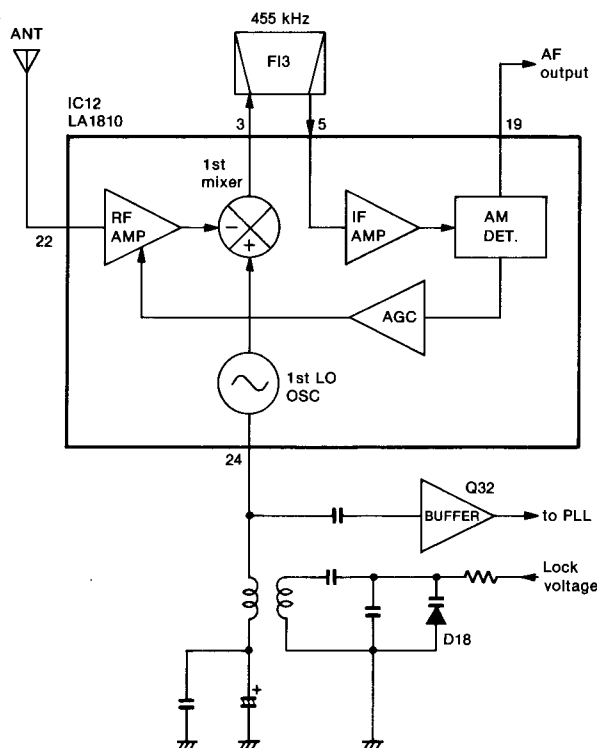 455 kHz
ANT
FI3
AF
output
IC12
LA1810
3
5
19
1st
mixer
RF
AMP
−
+
IF
AMP
AM
DET.
22
AGC
1st LO
OSC
24
Q32
BUFFER
to PLL
Lock
voltage
D18
+